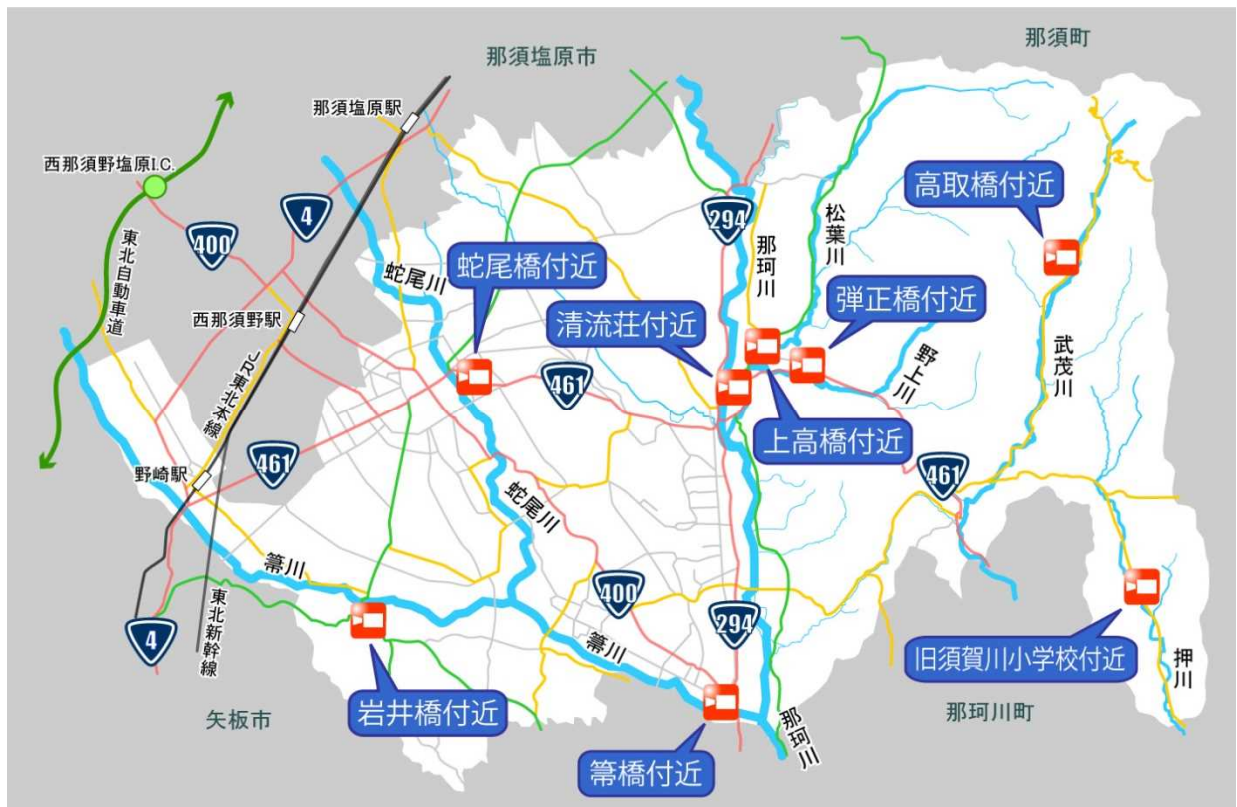 那須町
那須塩原市
那須塩原駅
西那須野塩原I.C.
高取橋付近
4
294
松葉川
400
那珂川
東北自動車道
蛇尾川
蛇尾橋付近
弾正橋付近
清流荘付近
西那須野駅
武茂川
野上川
JR東北本線
461
上高橋付近
461
野崎駅
461
蛇尾川
箒川
400
294
4
東北新幹線
箒川
旧須賀川小学校付近
押川
岩井橋付近
矢板市
那珂川
那珂川町
箒橋付近